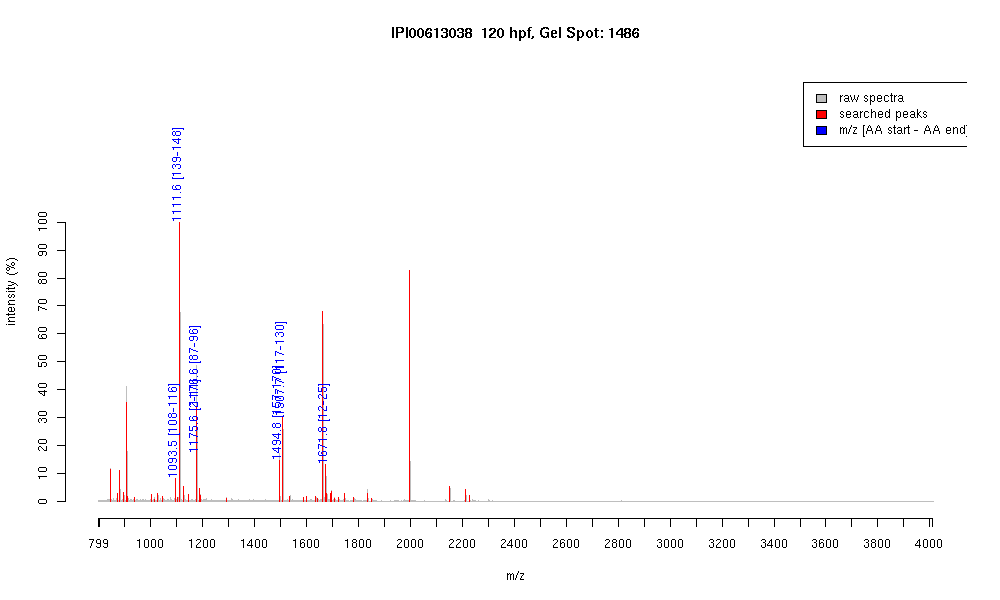 IPI00613038 120 hpf, Gel Spot: 1486
raw spectra
searched peaks
m/z [AA start - AA end]
intensity (%)
100
90
80
70
60
50
40
30
20
10
0
1093.5 [108-116]
1111.6 [139-148]
1175.6
[87-96]
1494.8
[117-130]
1671.8 [12-25]
799 1000 1200 1400 1600 1800 2000 2200 2400 2600 2800 3000 3200 3400 3600 3800 4000
m/z